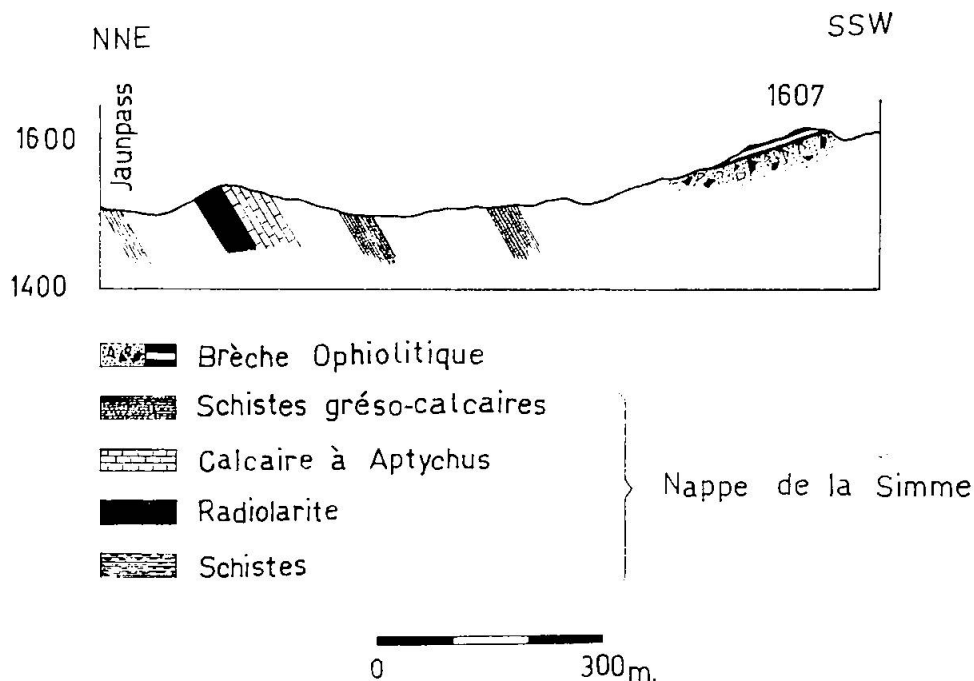 NNE
SSW
Jaunpass
1607
1600
1400
Brèche Ophiolitique
Schistes gréso-calcaires
Calcaire à Aptychus
Radiolarite
Schistes
Nappe de la Simme
0 300m.